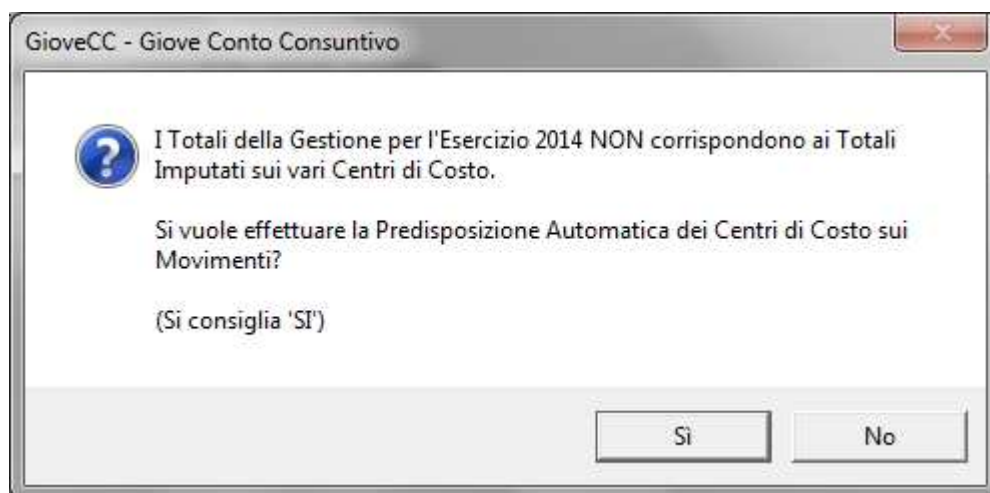 GioveCC - Giove Conto Consuntivo
I Totali della Gestione per l'Esercizio 2014 NON corrispondono ai Totali
Imputati sui vari Centri di Costo.
Si vuole effettuare la Predisposizione Automatica dei Centri di Costo sui
Movimenti?
(Si consiglia 'SI')
Sì
No